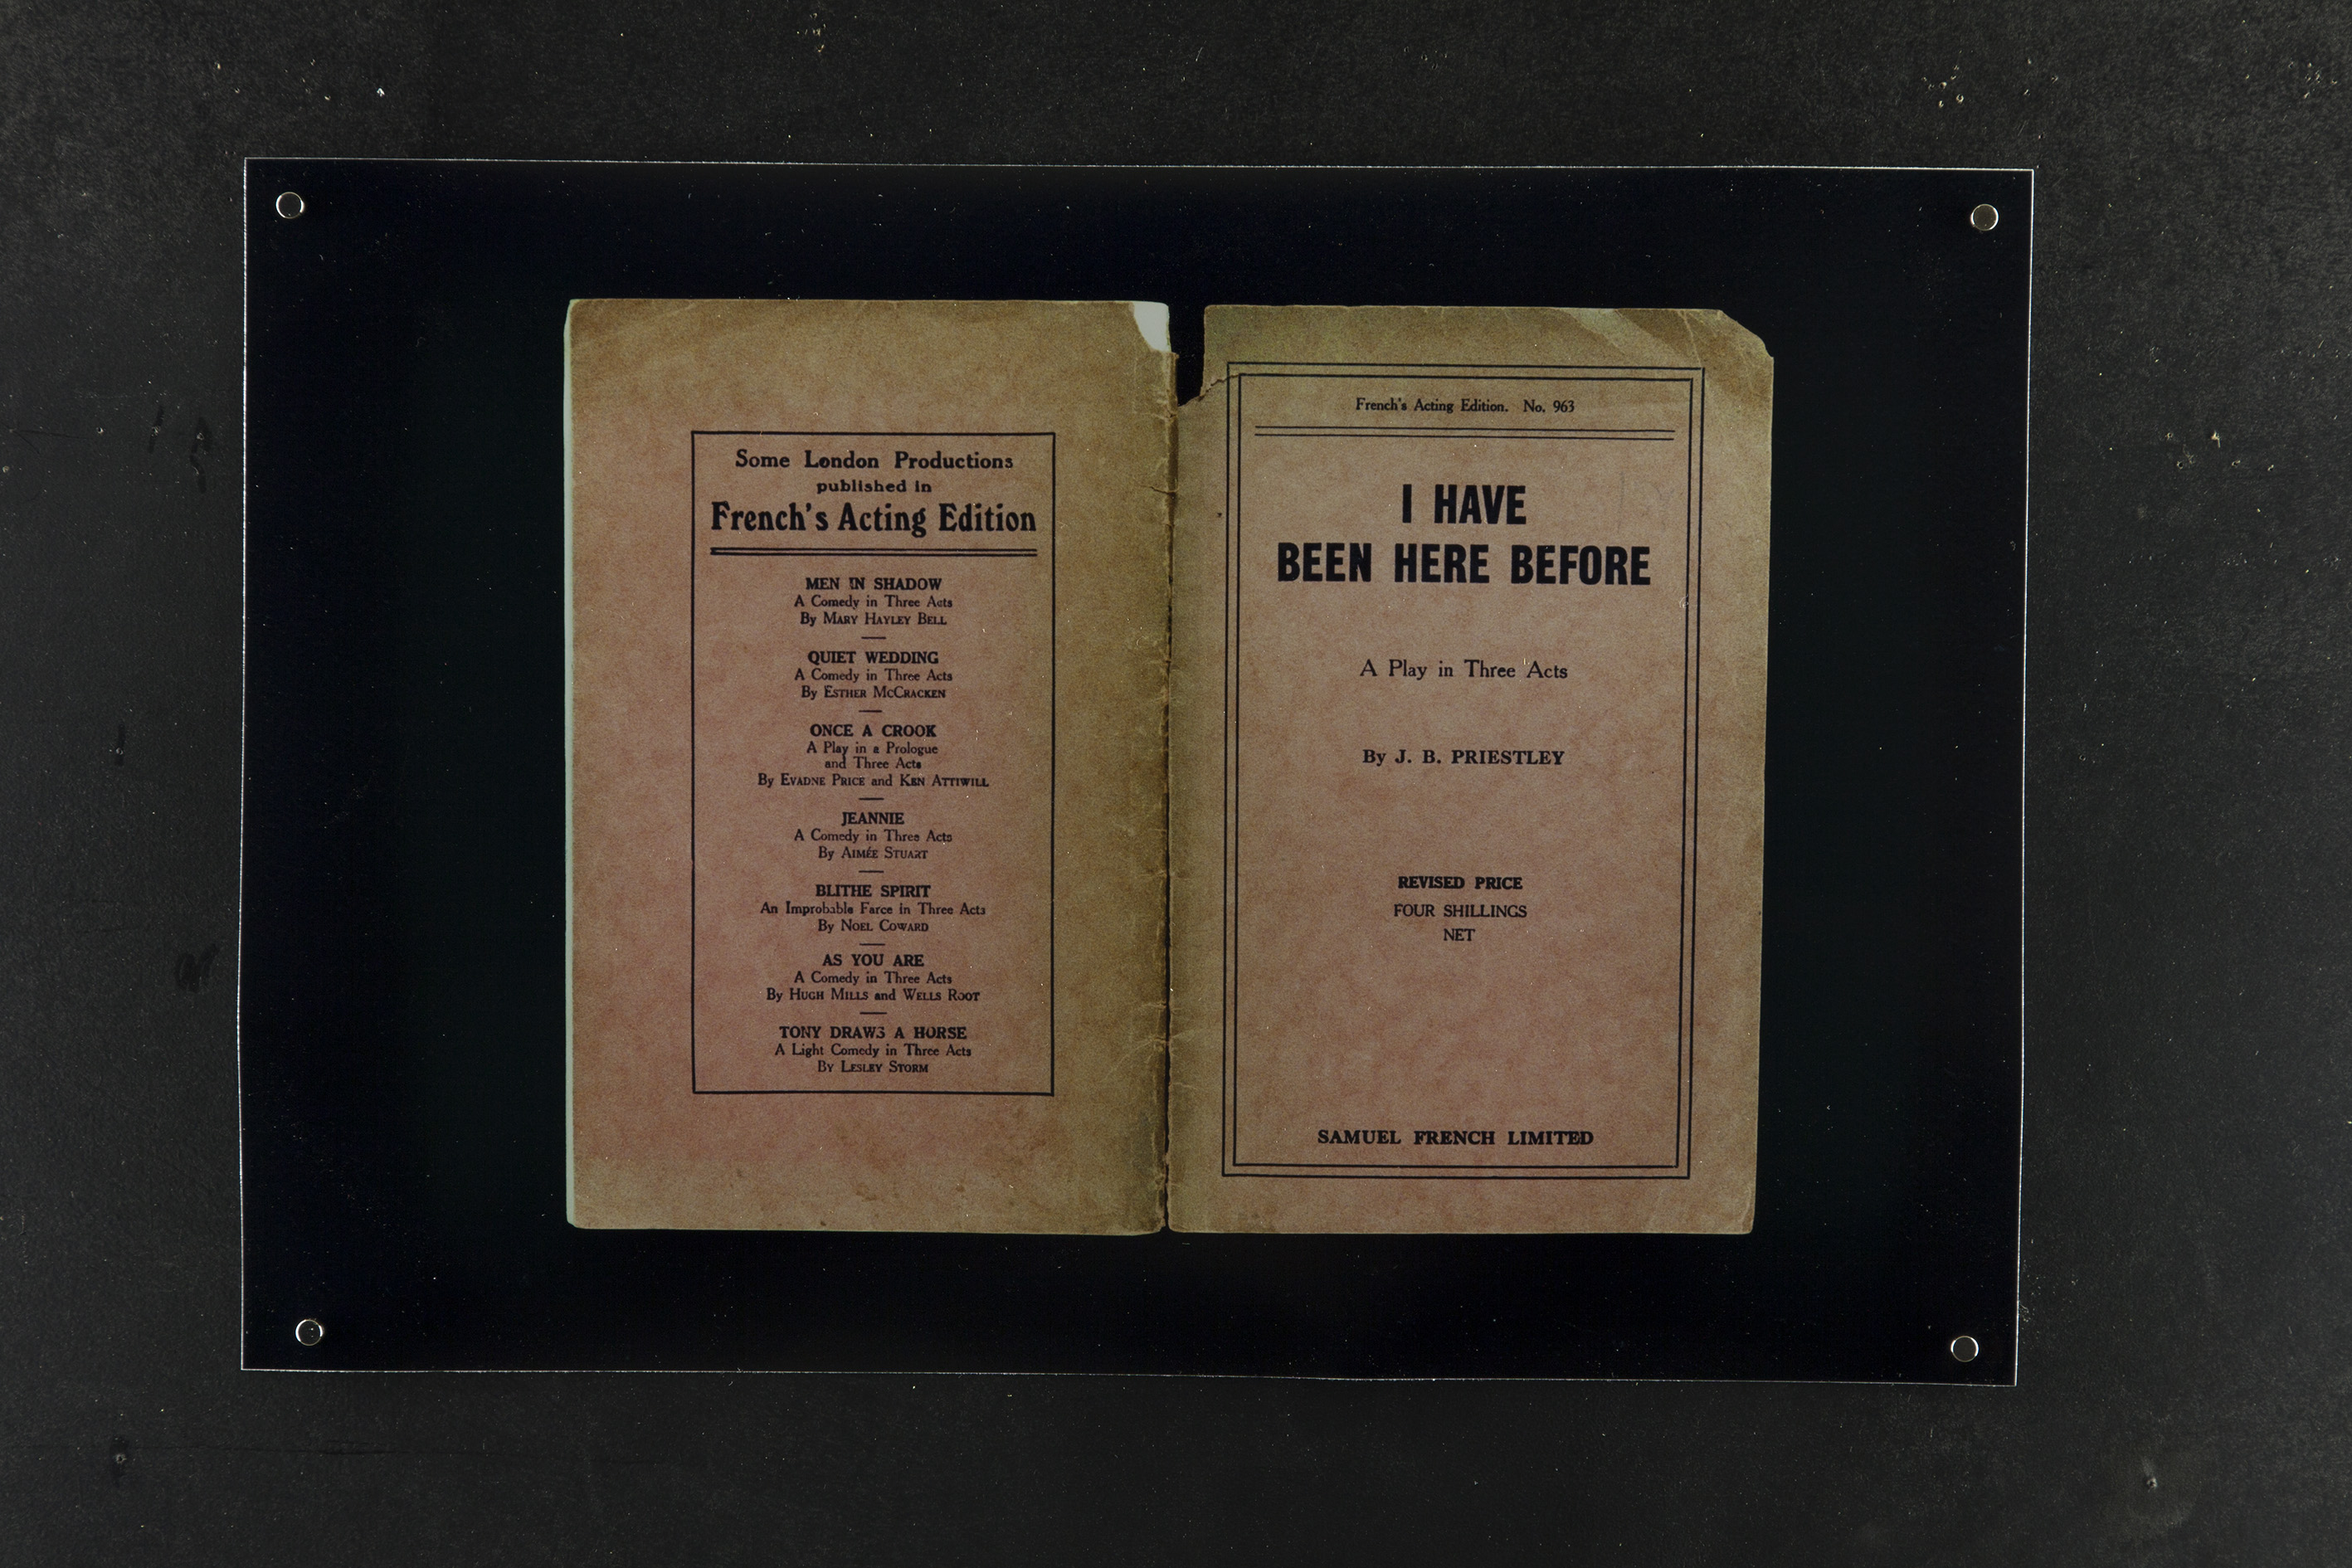 Some London Productions
published in
French's Acting Edition
MEN IN SHADOW
A Comedy in Three Acts
By MARY HAYLEY BELL
QUIET WEDDING
A Comedy in Three Acts
By ESTHER MCCRACKEN
ONCE A CROOK
A Play in a Prologue
and Three Acts
By EVADNE PRICE and KEN ATTIWILL
JEANNIE
A Comedy in Three Acts
By AIMÉE STUART
BLITHE SPIRIT
An Improbable Farce in Three Acts
By NOEL COWARD
AS YOU ARE
A Comedy in Three Acts
By HUGH MILLS and WELLS ROOT
TONY DRAWS A HORSE
A Light Comedy in Three Acts
By LESLEY STORM
French's Acting Edition. No. 963
I HAVE
BEEN HERE BEFORE
A Play in Three Acts
By J. B. PRIESTLEY
REVISED PRICE
FOUR SHILLINGS
NET
SAMUEL FRENCH LIMITED